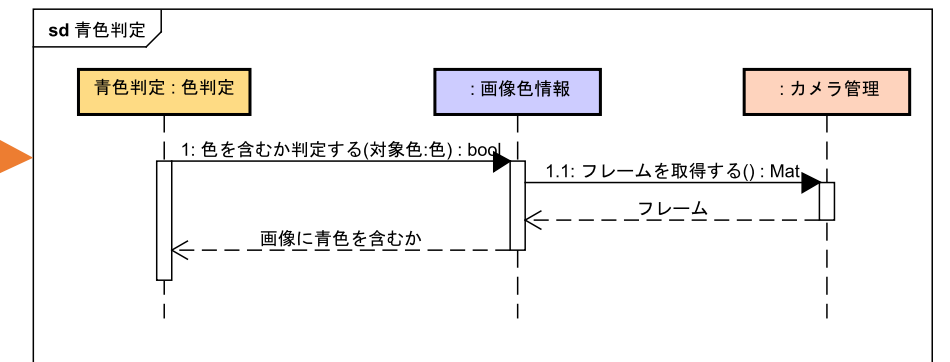 sd 青色判定
青色判定 : 色判定
: 画像色情報
: カメラ管理
1: 色を含むか判定する(対象色:色) : bool
1.1: フレームを取得する() : Mat
フレーム
画像に青色を含むか